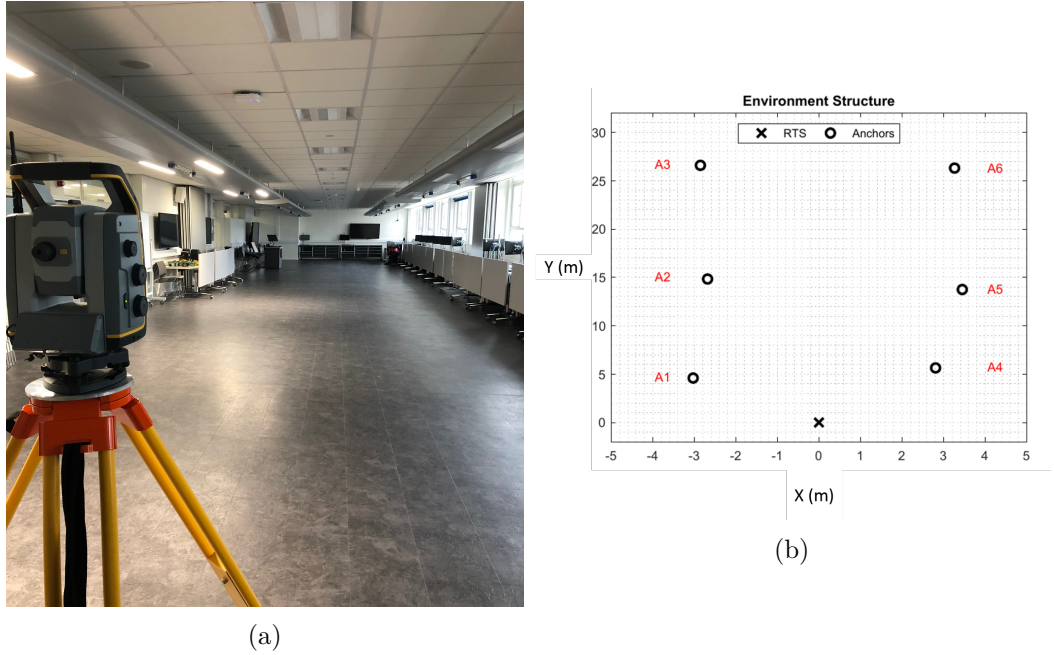 Environment Structure
RTS
Anchors
30
25
20
15
10
5
0
Y (m)
A3
A6
A2
A5
A1
A4
-5 -4 -3 -2 -1 0 1 2 3 4 5
X (m)
(a)
(b)